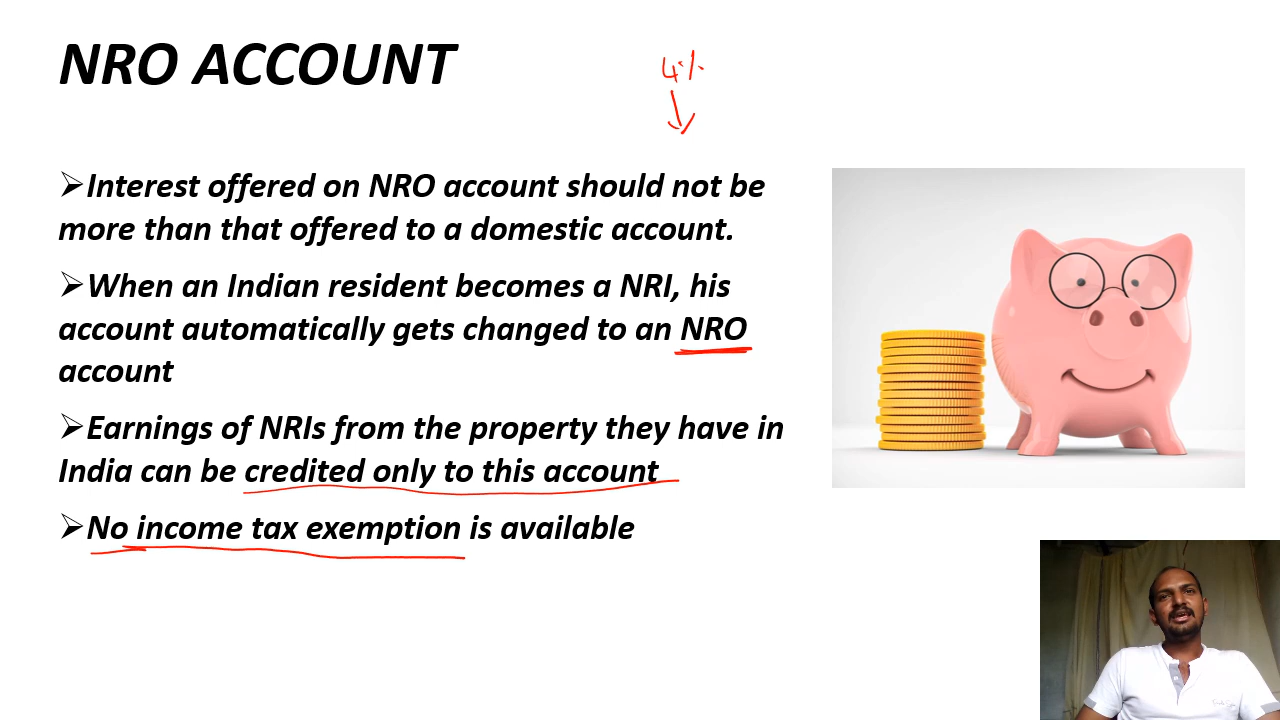 NRO ACCOUNT
4%
➢Interest offered on NRO account should not be
more than that offered to a domestic account.
➢When an Indian resident becomes a NRI, his
account automatically gets changed to an NRO
account
➢Earnings of NRIs from the property they have in
India can be credited only to this account
➢No income tax exemption is available